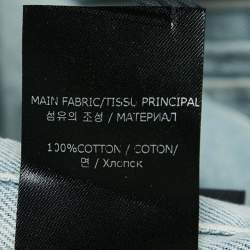 MAIN FABRIC/TISSU PRINCIPAL
섬유의 조성 / МАТЕРИАЛ
100%COTTON / COTON/
면 / Хлопок